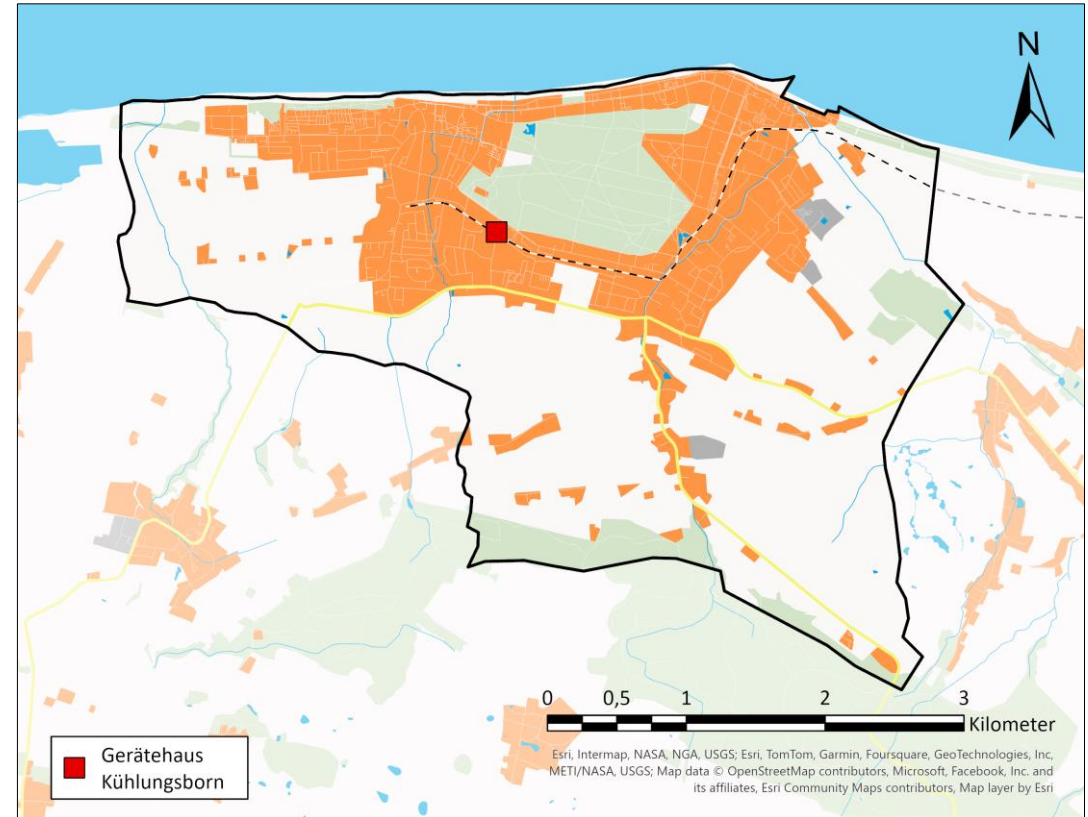 N
0 0,5 1 2 3
Kilometer
Gerätehaus
Kühlungsborn
Esri, Intermap, NASA, NGA, USGS; Esri, TomTom, Garmin, Foursquare, GeoTechnologies, Inc,
METI/NASA, USGS; Map data © OpenStreetMap contributors, Microsoft, Facebook, Inc. and
its affiliates, Esri Community Maps contributors, Map layer by Esri